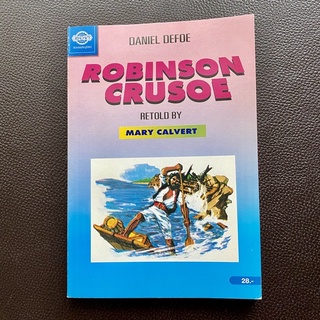 DANIEL DEFOE
ROBINSON
CRUSOE
RETOLD BY
MARY CALVERT
28.-